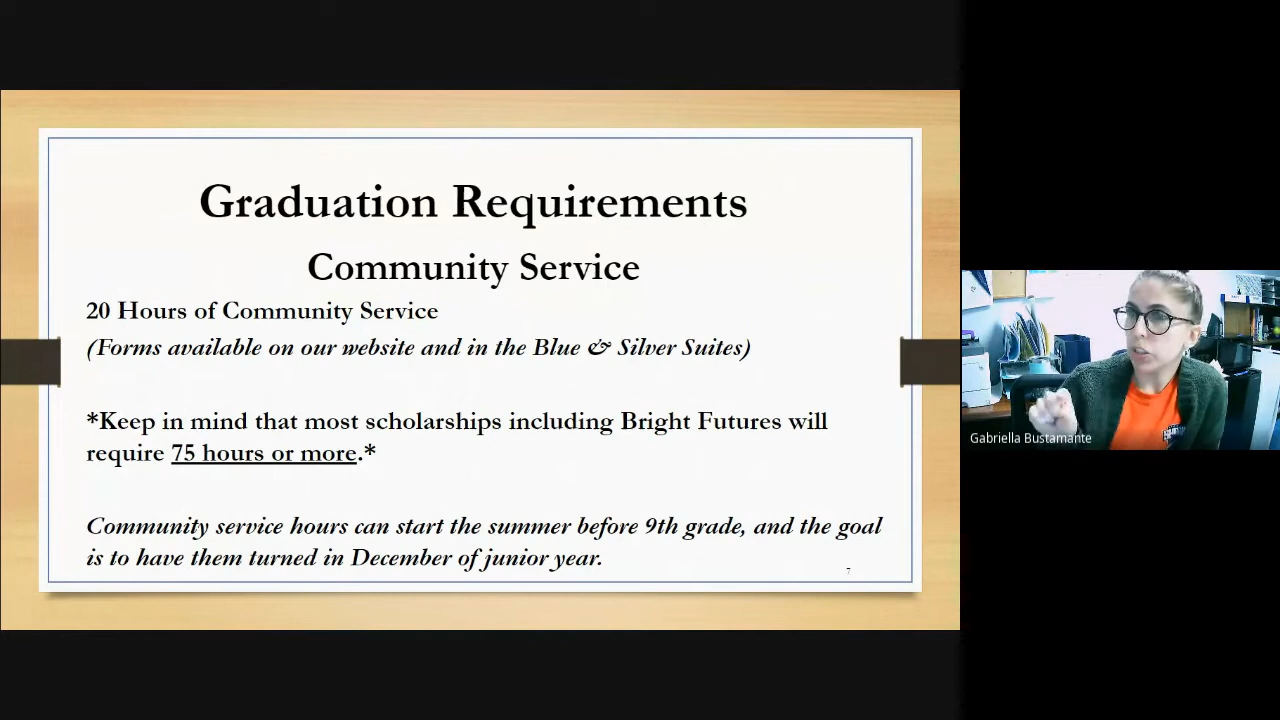 Graduation Requirements
Community Service
20 Hours of Community Service
(Forms available on our website and in the Blue & Silver Suites)
*Keep in mind that most scholarships including Bright Futures will
require 75 hours or more.*
Community service hours can start the summer before 9th grade, and the goal
is to have them turned in December of junior year.
7
Gabriella Bustamante